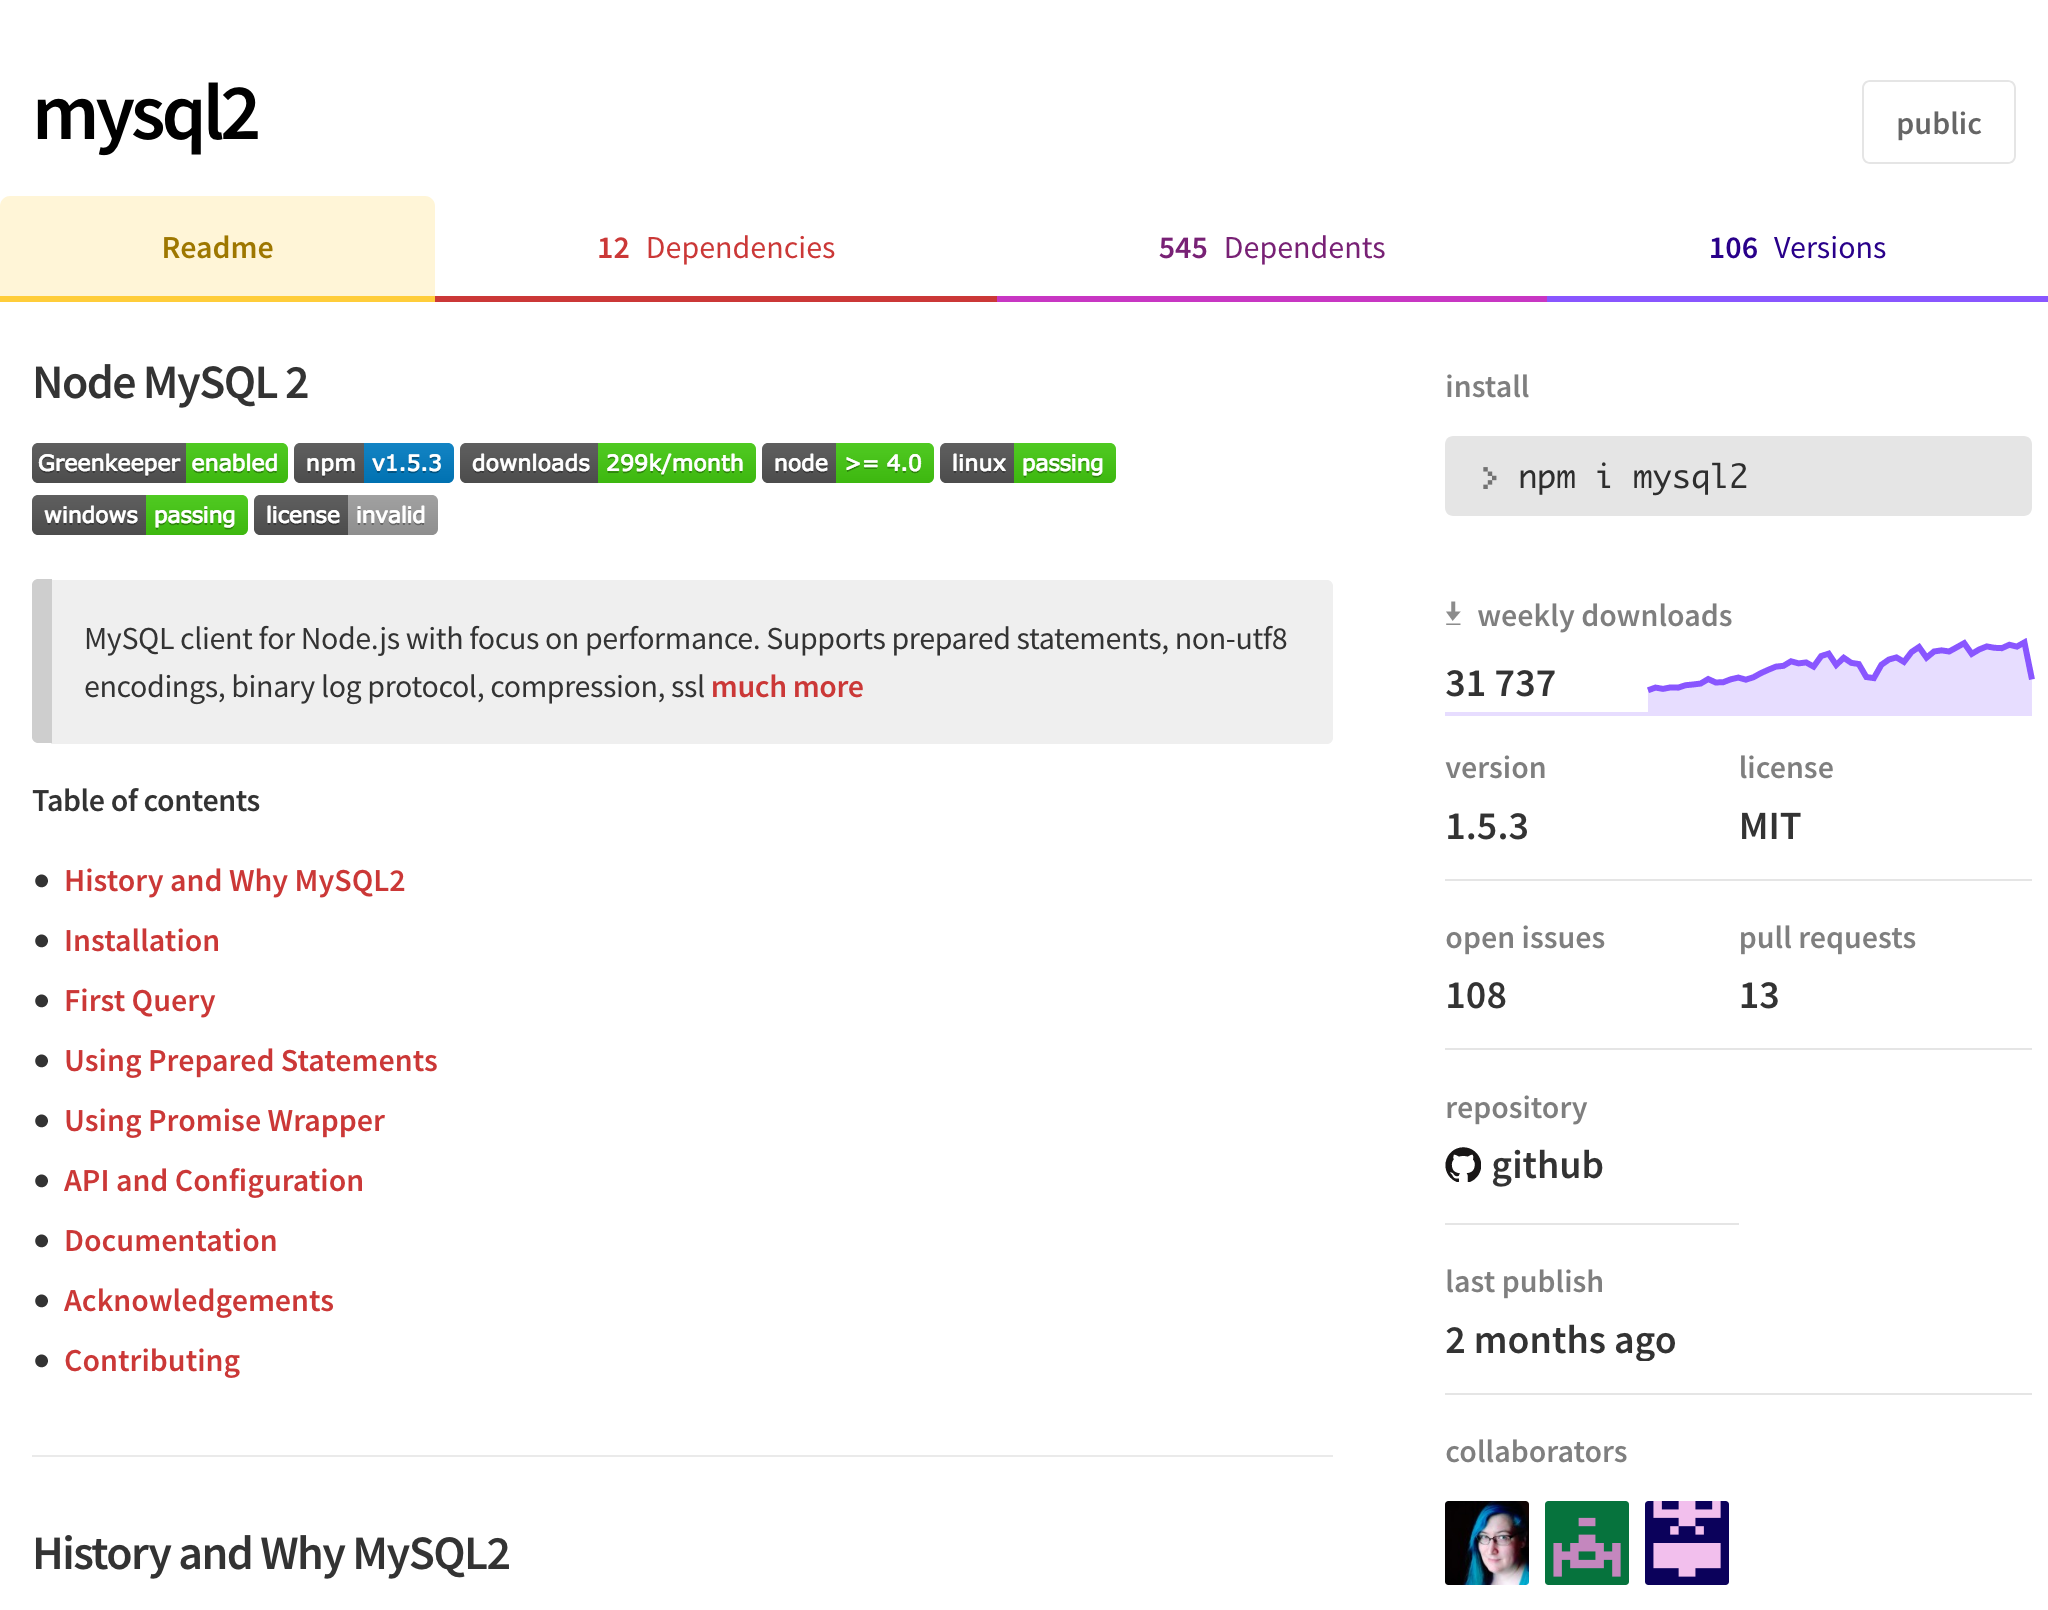 mysql2
public
Readme
12 Dependencies
545 Dependents
106 Versions
Node MySQL 2
Greenkeeper enabled npm v1.5.3 downloads 299k/month node >= 4.0 linux passing
windows passing license invalid
MySQL client for Node.js with focus on performance. Supports prepared statements, non-utf8
encodings, binary log protocol, compression, ssl much more
Table of contents
History and Why MySQL2
Installation
First Query
Using Prepared Statements
Using Promise Wrapper
API and Configuration
Documentation
Acknowledgements
Contributing
History and Why MySQL2
install
npm i mysql2
weekly downloads
31 737
version
1.5.3
license
MIT
open issues
108
pull requests
13
repository
github
last publish
2 months ago
collaborators